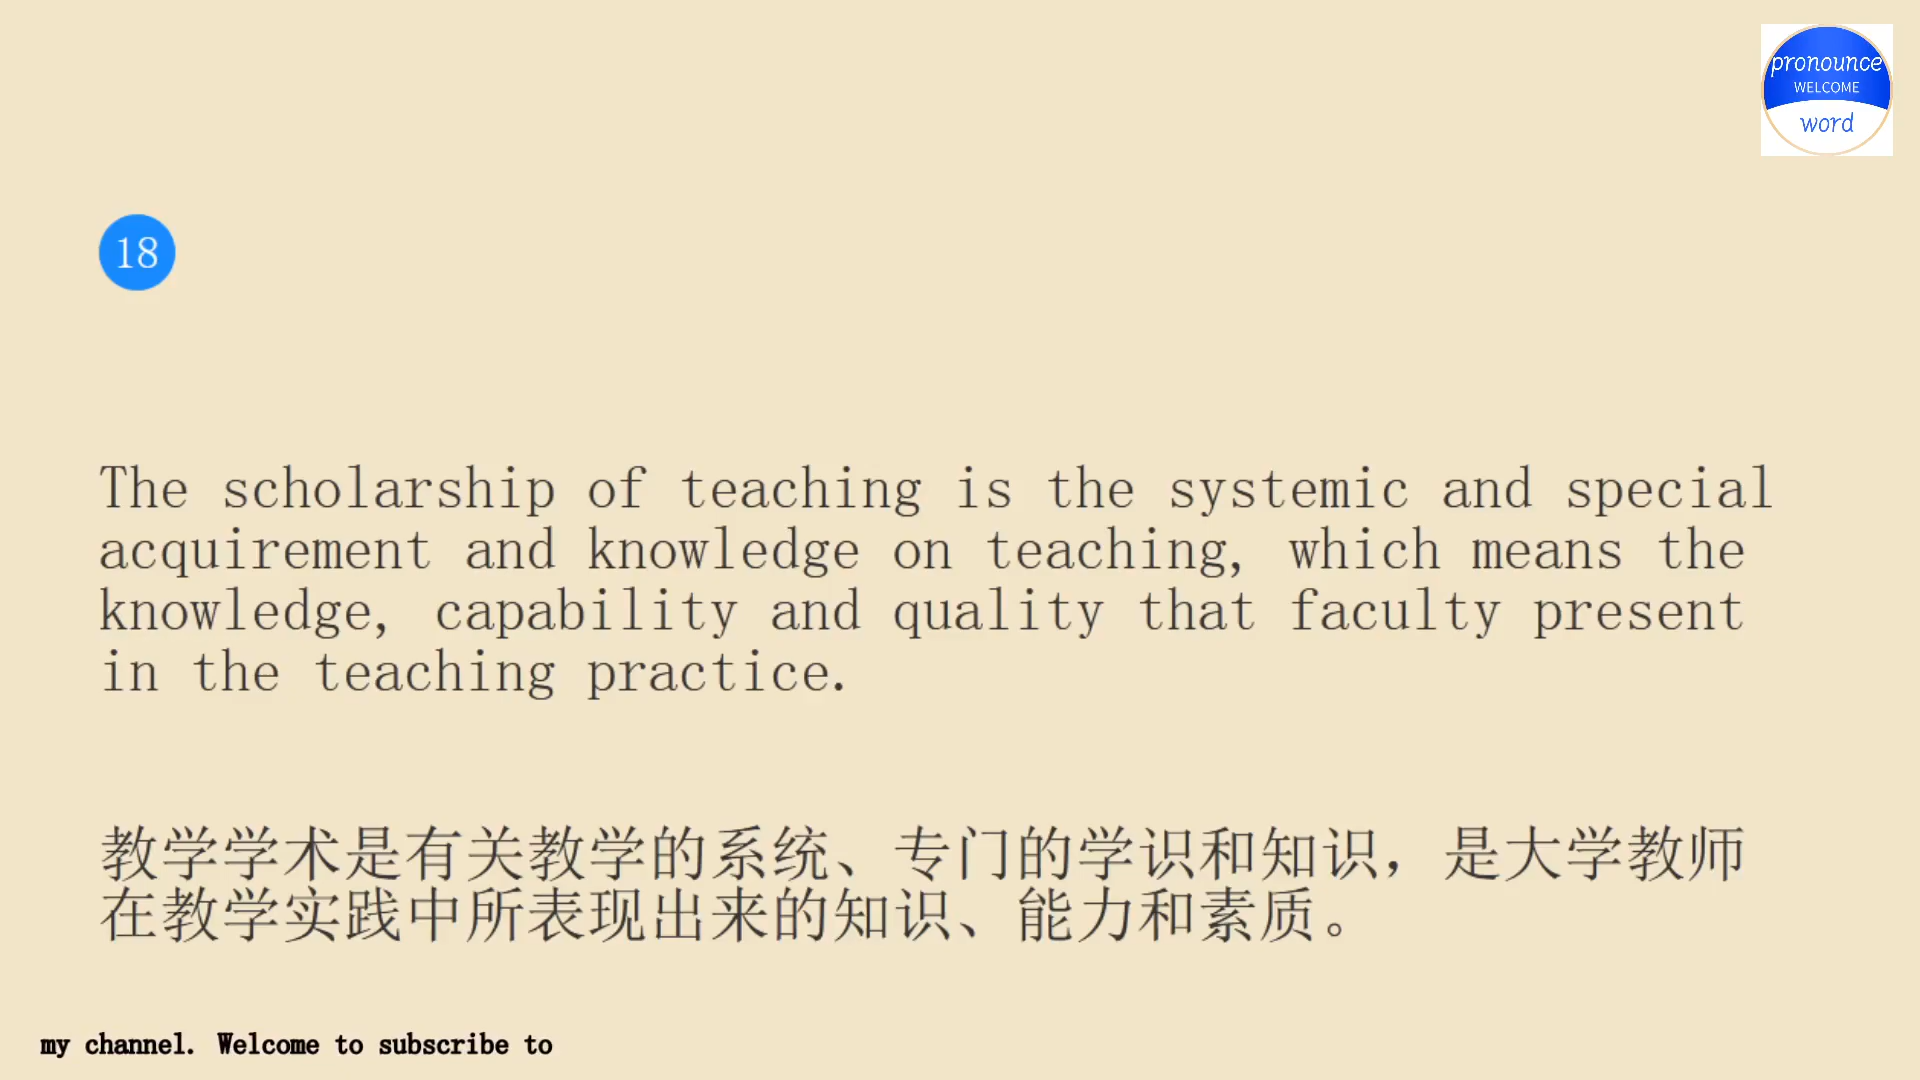 pronounce
WELCOME
word
18
The scholarship of teaching is the systemic and special
acquirement and knowledge on teaching, which means the
knowledge, capability and quality that faculty present
in the teaching practice.
教学学术是有关教学的系统、专门的学识和知识，是大学教师
在教学实践中所表现出来的知识、能力和素质。
my channel. Welcome to subscribe to